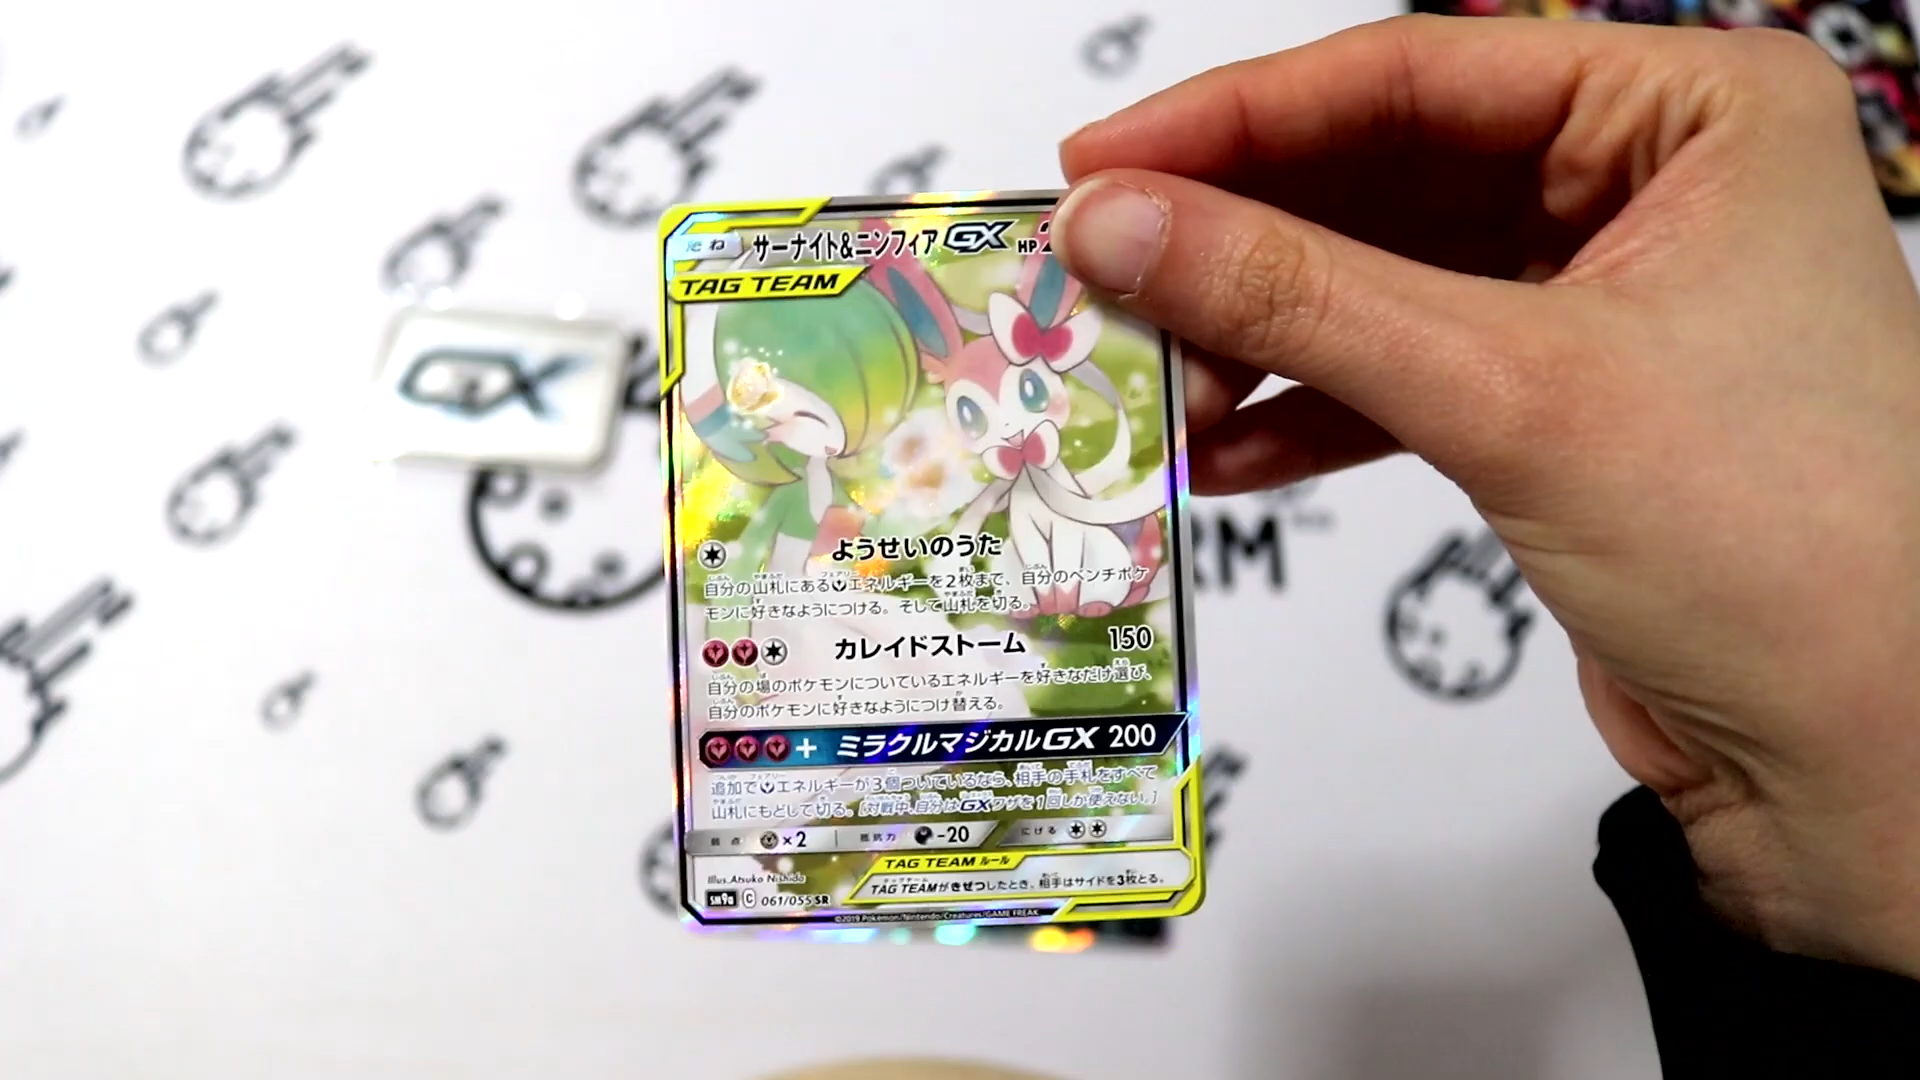 たね サーナイト&ニンフィアGX HP
TAG TEAM
GX
ようせいのうた
自分の山札にあるエネルギーを2枚まで、自分のベンチポケ
モンに好きなようにつける。そして山札を切る。
カレイドストーム 150
自分の場のポケモンについているエネルギーを好きなだけ選び、
自分のポケモンに好きなようにつけ替える。
+ ミラクルマジカルGX 200
追加でエネルギーが3個ついているなら、相手の手札をすべて
山札にもどして切る。[対戦中、自分はGXワザを1回しか使えない。]
弱点 ×2 抵抗力 -20 にげる
TAG TEAM ルール
TAG TEAMがきぜつしたとき、相手はサイドを3枚とる。
Illus. Atsuko Nishida
SM9a C 061/055 SR
©2019 Pokémon/Nintendo/Creatures/GAME FREAK
RM